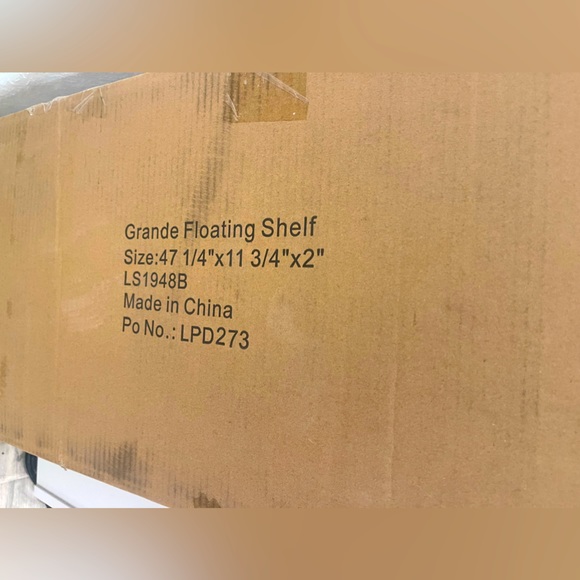 Grande Floating Shelf
Size:47 1/4"x11 3/4"x2"
LS1948B
Made in China
Po No.: LPD273